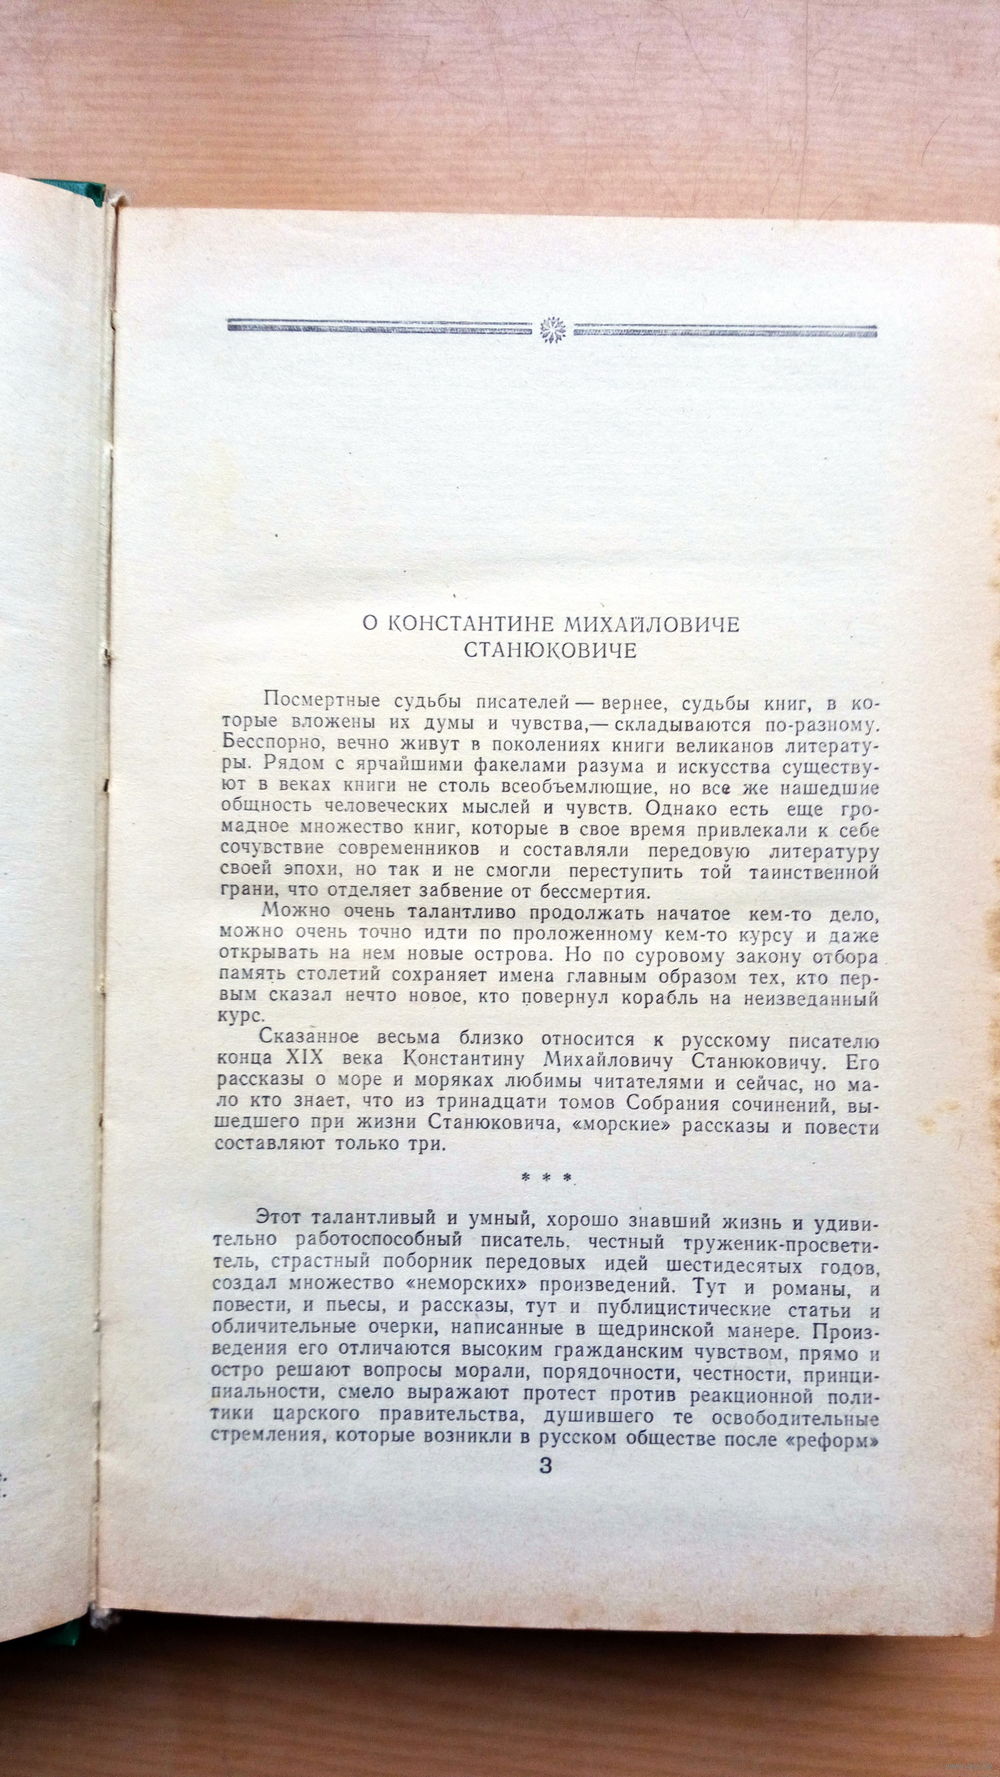 О КОНСТАНТИНЕ МИХАЙЛОВИЧЕ
СТАНЮКОВИЧЕ
Посмертные судьбы писателей — вернее, судьбы книг, в ко-
торые вложены их думы и чувства,— складываются по-разному.
Бесспорно, вечно живут в поколениях книги великанов литерату-
ры. Рядом с ярчайшими факелами разума и искусства существу-
ют в веках книги не столь всеобъемлющие, но все же нашедшие
общность человеческих мыслей и чувств. Однако есть еще гро-
мадное множество книг, которые в свое время привлекали к себе
сочувствие современников и составляли передовую литературу
своей эпохи, но так и не смогли переступить той таинственной
грани, что отделяет забвение от бессмертия.
Можно очень талантливо продолжать начатое кем-то дело,
можно очень точно идти по проложенному кем-то курсу и даже
открывать на нем новые острова. Но по суровому закону отбора
память столетий сохраняет имена главным образом тех, кто пер-
вым сказал нечто новое, кто повернул корабль на неизведанный
курс.
Сказанное весьма близко относится к русскому писателю
конца XIX века Константину Михайловичу Станюковичу. Его
рассказы о море и моряках любимы читателями и сейчас, но ма-
ло кто знает, что из тринадцати томов Собрания сочинений, вы-
шедшего при жизни Станюковича, «морские» рассказы и повести
составляют только три.
* * *
Этот талантливый и умный, хорошо знавший жизнь и удиви-
тельно работоспособный писатель, честный труженик-просвети-
тель, страстный поборник передовых идей шестидесятых годов,
создал множество «неморских» произведений. Тут и романы, и
повести, и пьесы, и рассказы, тут и публицистические статьи и
обличительные очерки, написанные в щедринской манере. Произ-
ведения его отличаются высоким гражданским чувством, прямо и
остро решают вопросы морали, порядочности, честности, принци-
пиальности, смело выражают протест против реакционной поли-
тики царского правительства, душившего те освободительные
стремления, которые возникли в русском обществе после «реформ»
3